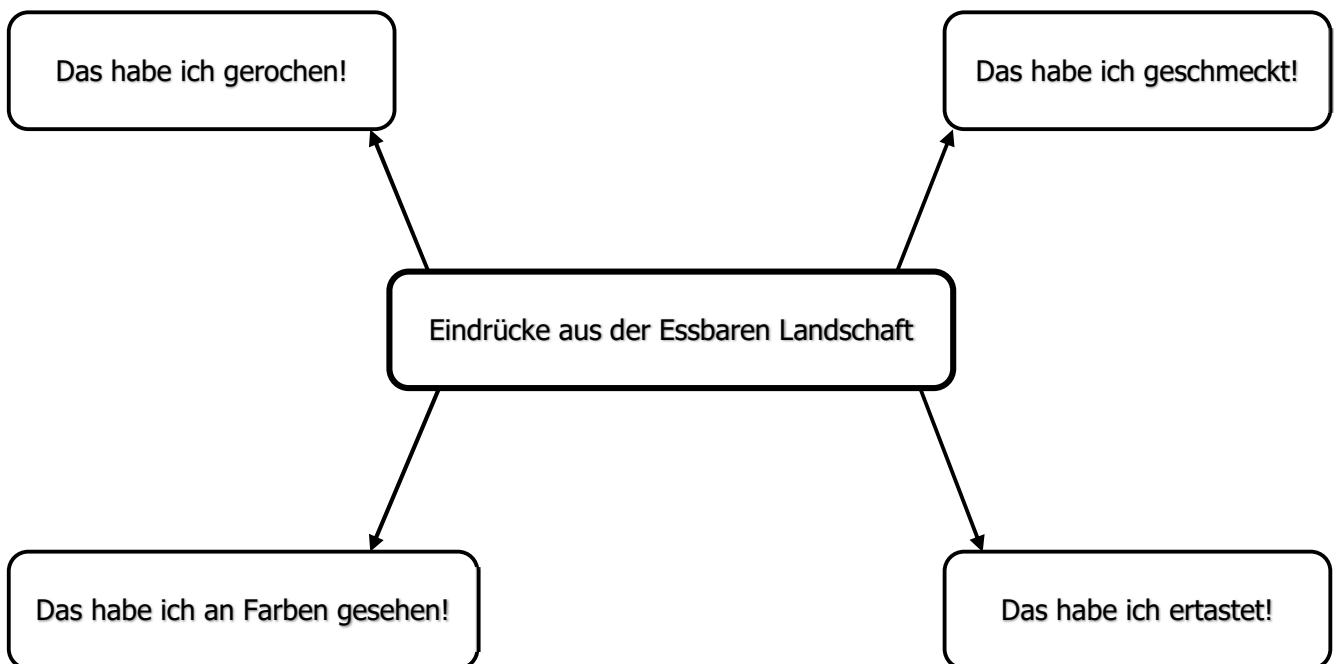 Das habe ich gerochen!
Das habe ich geschmeckt!
Eindrücke aus der Essbaren Landschaft
Das habe ich an Farben gesehen!
Das habe ich ertastet!